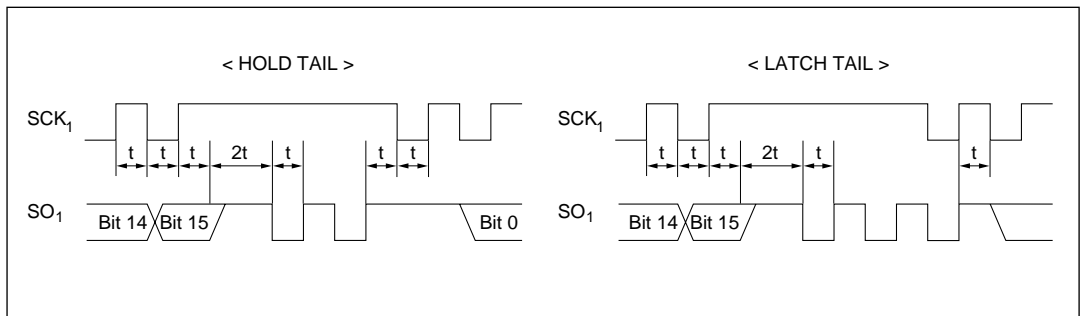 < HOLD TAIL >
SCK₁
t t t 2t t t t
SO₁
Bit 14 Bit 15 Bit 0
< LATCH TAIL >
SCK₁
t t t 2t t t
SO₁
Bit 14 Bit 15